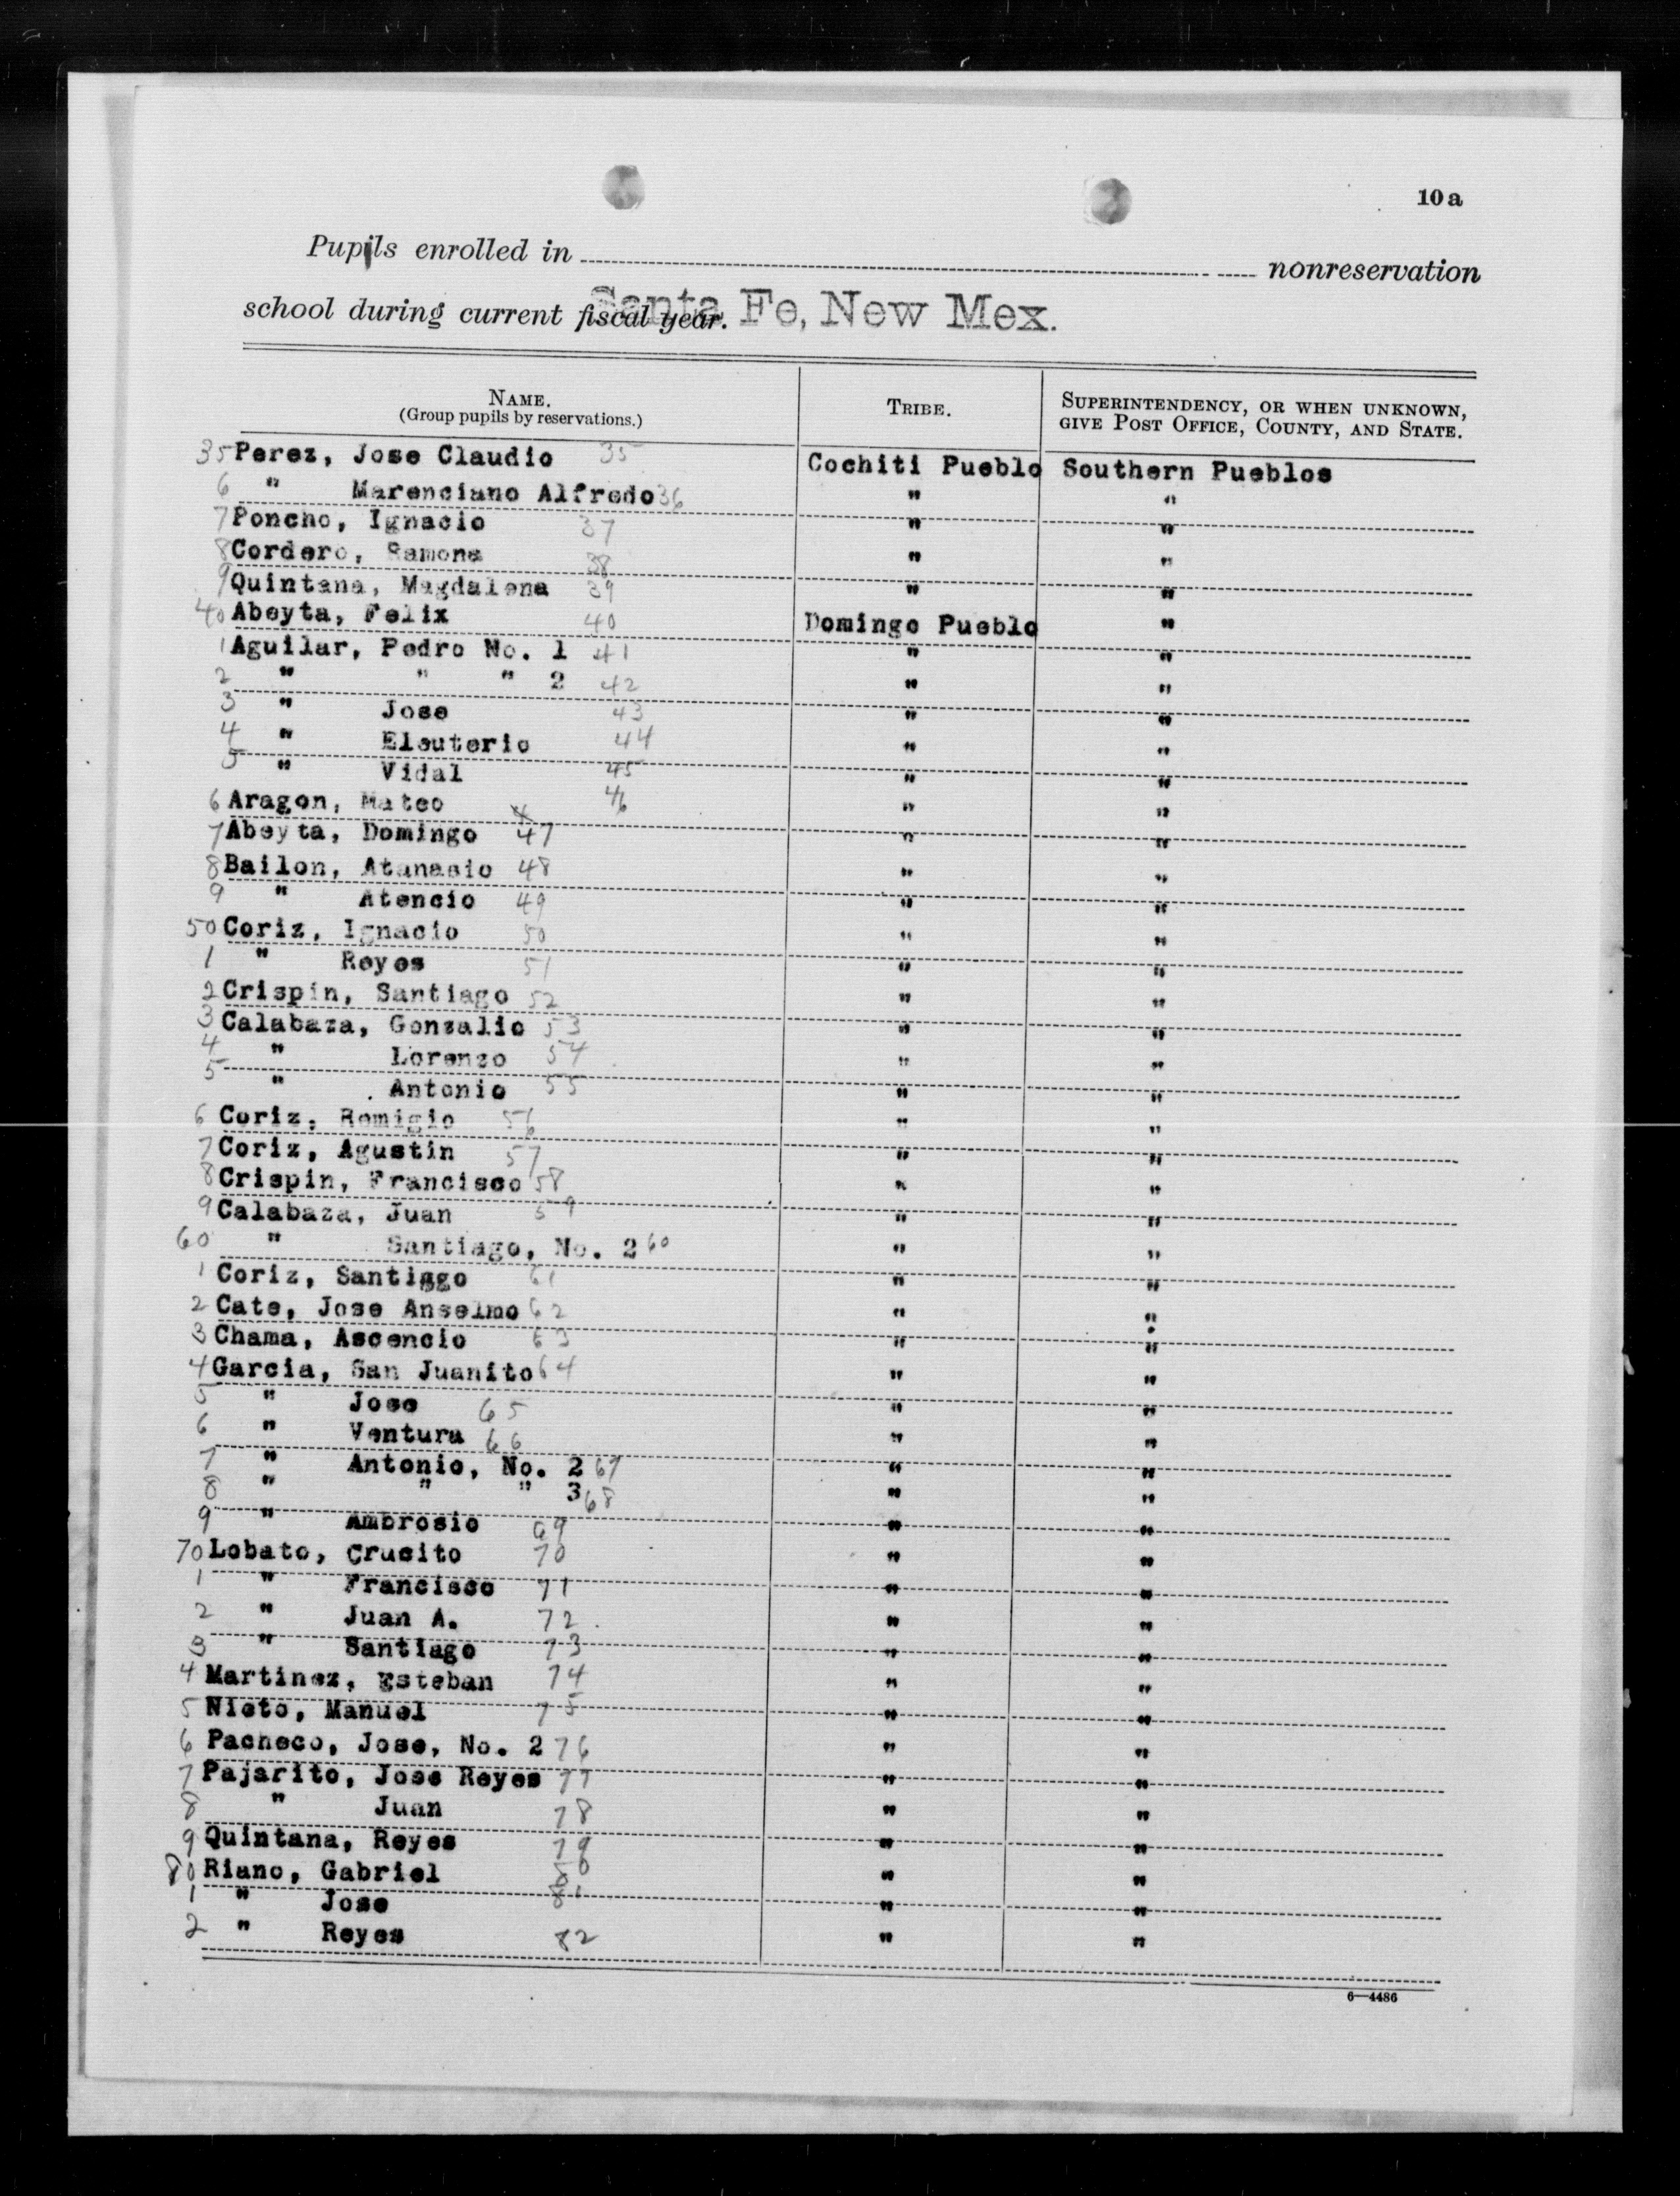 10 a
Pupils enrolled in nonreservation
school during current fiscal year. Santa Fe, New Mex.
NAME. TRIBE. SUPERINTENDENCY, OR WHEN UNKNOWN,
(Group pupils by reservations.) GIVE POST OFFICE, COUNTY, AND STATE.
35 Perez, Jose Claudio 35 Cochiti Pueblo Southern Pueblos
6 " Marenciano Alfredo 36 " "
7 Poncho, Ignacio 37 " "
8 Cordero, Ramona 38 " "
9 Quintana, Magdalena 39 " "
40 Abeyta, Felix 40 Domingo Pueblo "
1 Aguilar, Pedro No. 1 41 " "
2 " " " 2 42 " "
3 " Jose 43 " "
4 " Eleuterio 44 " "
5 " Vidal 45 " "
6 Aragon, Mateo 46 " "
7 Abeyta, Domingo 47 " "
8 Bailon, Atanasio 48 " "
9 " Atencio 49 " "
50 Coriz, Ignacio 50 " "
1 " Reyes 51 " "
2 Crispin, Santiago 52 " "
3 Calabaza, Gonzalio 53 " "
4 " Lorenzo 54 " "
5 " Antonio 55 " "
6 Coriz, Remigio 56 " "
7 Coriz, Agustin 57 " "
8 Crispin, Francisco 58 " "
9 Calabaza, Juan 59 " "
60 " Santiago, No. 2 60 " "
1 Coriz, Santiago 61 " "
2 Cate, Jose Anselmo 62 " "
3 Chama, Ascencio 63 " "
4 Garcia, San Juanito 64 " "
5 " Jose 65 " "
6 " Ventura 66 " "
7 " Antonio, No. 2 67 " "
8 " " " 3 68 " "
9 " Ambrosio 69 " "
70 Lobato, Crucito 70 " "
1 " Francisco 71 " "
2 " Juan A. 72 " "
3 " Santiago 73 " "
4 Martinez, Esteban 74 " "
5 Nieto, Manuel 75 " "
6 Pacheco, Jose, No. 2 76 " "
7 Pajarito, Jose Reyes 77 " "
8 " Juan 78 " "
9 Quintana, Reyes 79 " "
80 Riano, Gabriel 80 " "
1 " Jose 81 " "
2 " Reyes 82 " "
6—4486